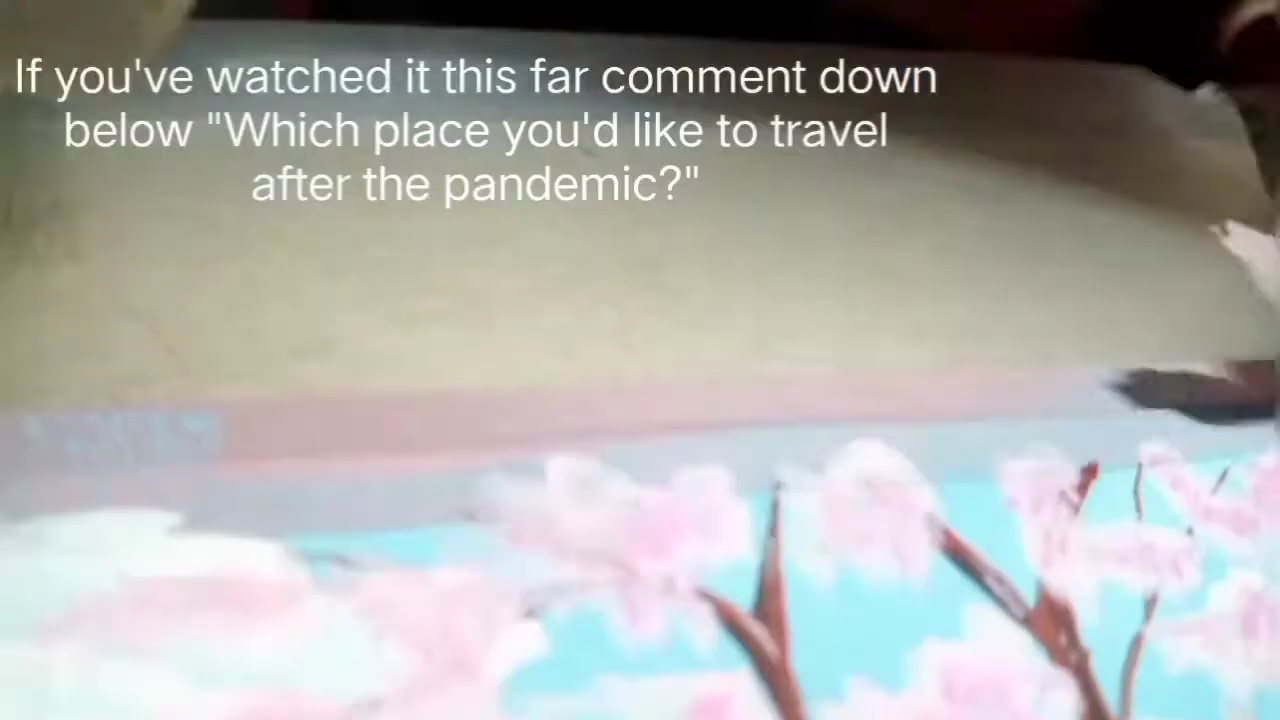 If you've watched it this far comment down
below "Which place you'd like to travel
after the pandemic?"